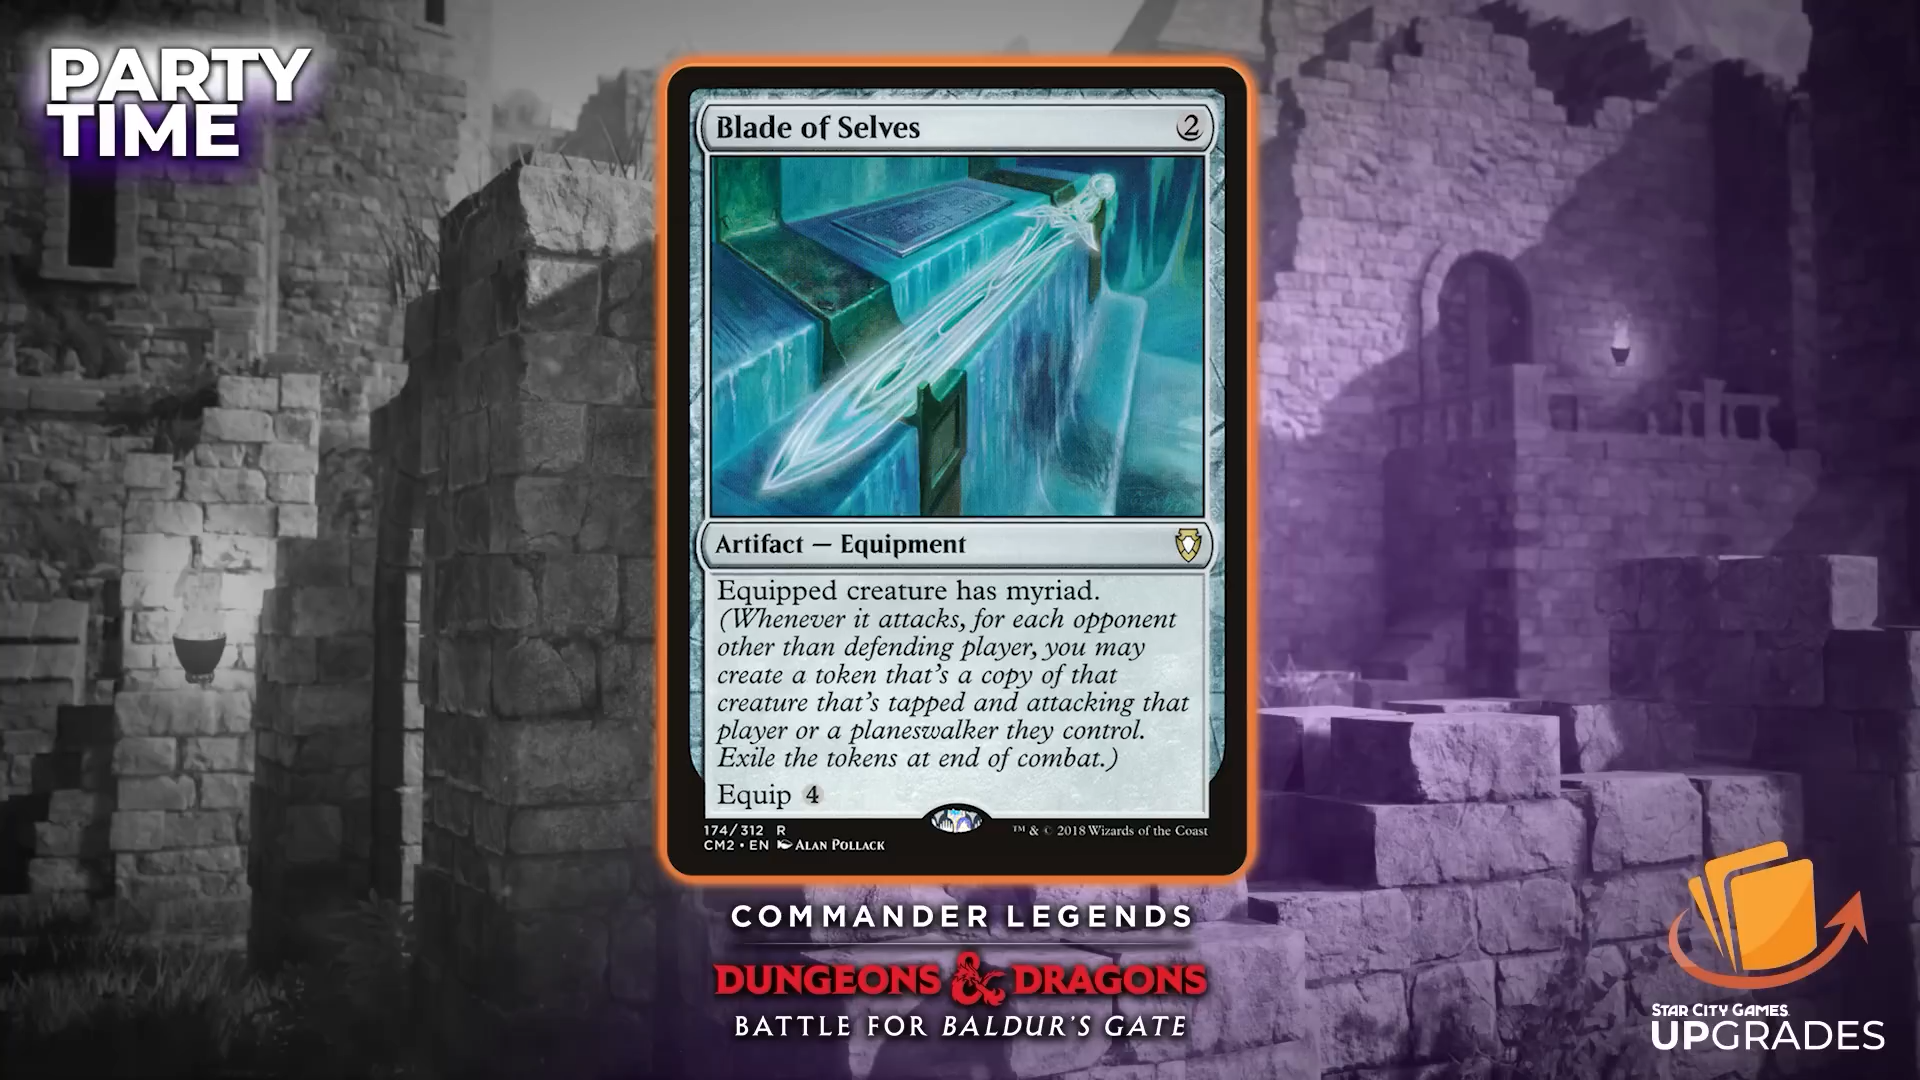 PARTY
TIME
Blade of Selves 2
Artifact — Equipment
Equipped creature has myriad.
(Whenever it attacks, for each opponent
other than defending player, you may
create a token that's a copy of that
creature that's tapped and attacking that
player or a planeswalker they control.
Exile the tokens at end of combat.)
Equip 4
174/312 R
CM2 • EN ALAN POLLACK
™ & © 2018 Wizards of the Coast
COMMANDER LEGENDS
DUNGEONS & DRAGONS
BATTLE FOR BALDUR'S GATE
STAR CITY GAMES
UPGRADES